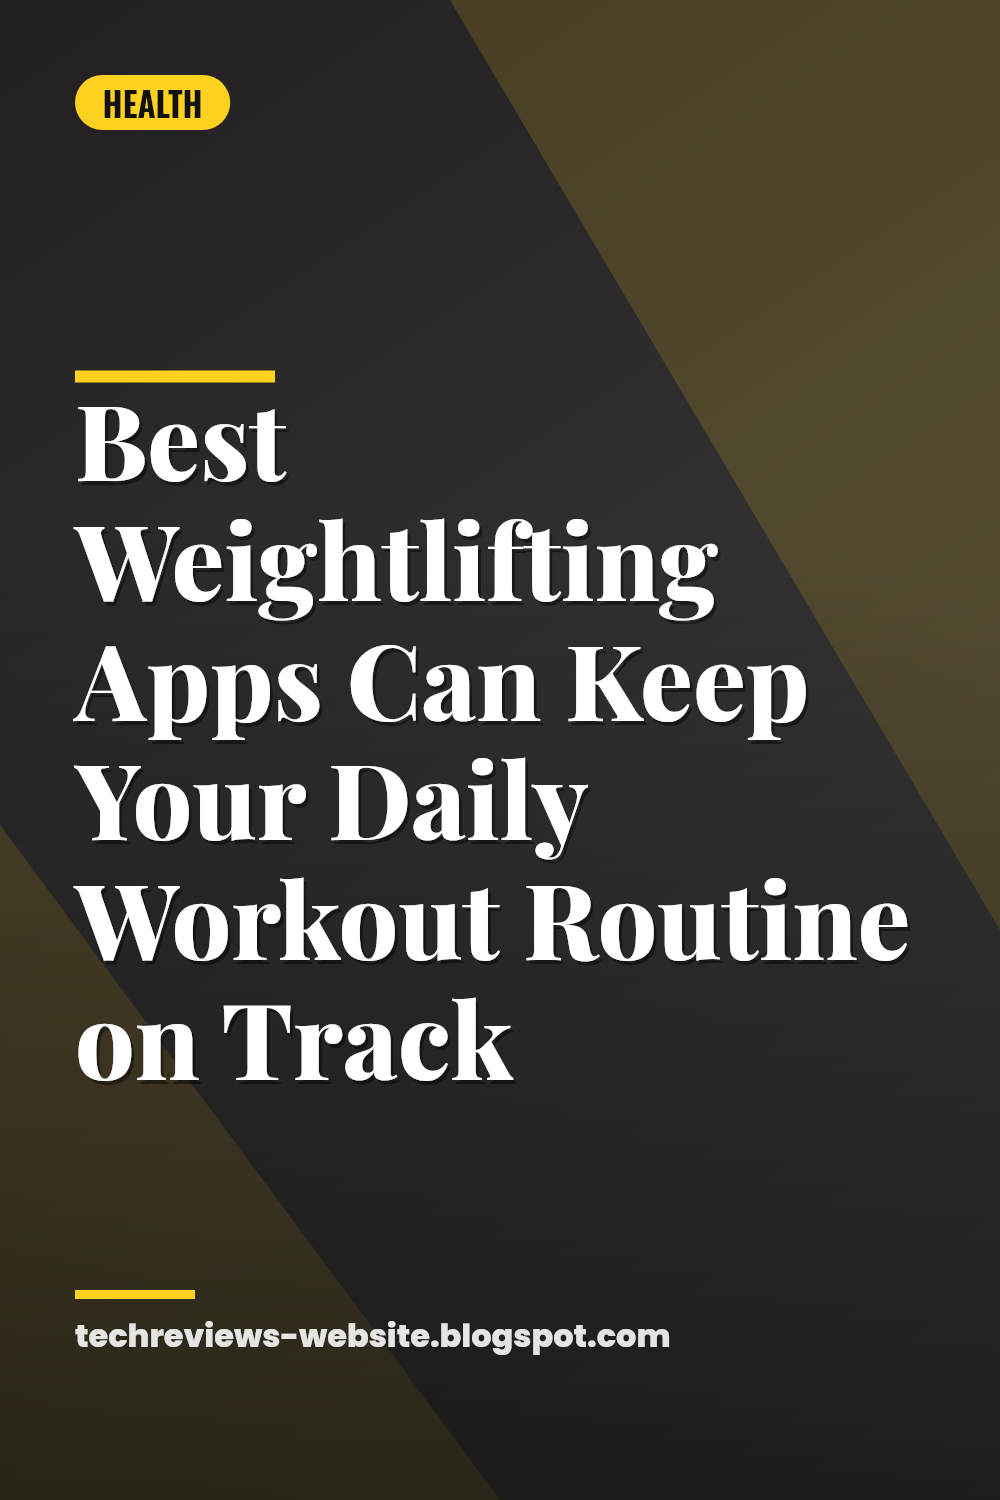 HEALTH
Best
Weightlifting
Apps Can Keep
Your Daily
Workout Routine
on Track
techreviews-website.blogspot.com